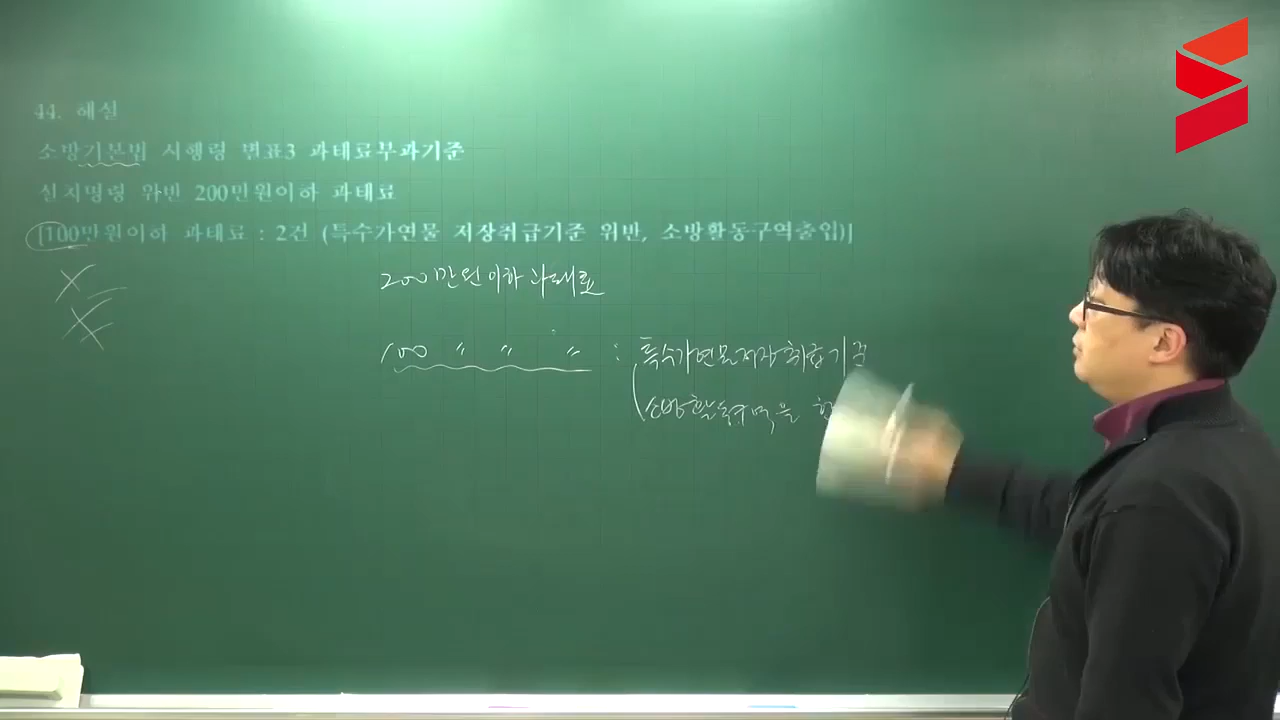 44. 해설
소방기본법 시행령 별표3 과태료부과기준
설치명령 위반 200만원이하 과태료
[100만원이하 과태료 : 2건 (특수가연물 저장취급기준 위반, 소방활동구역출입)]
200만원이하 과태료
100 〃 〃 〃 : 특수가연물저장취급기준
소방활동구역을